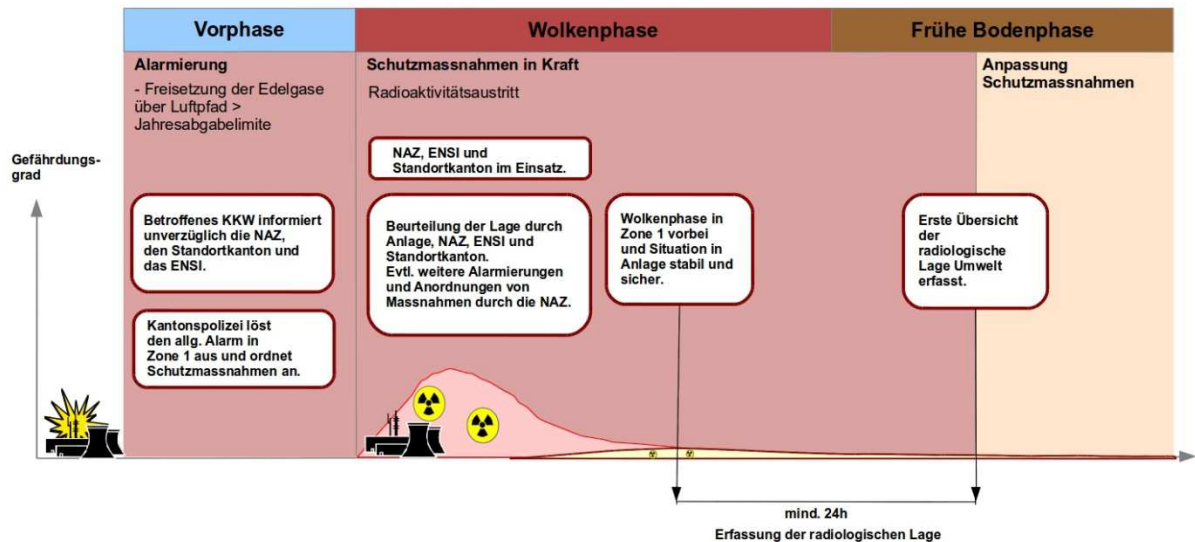 Vorphase
Wolkenphase
Frühe Bodenphase
Alarmierung
- Freisetzung der Edelgase
über Luftpfad >
Jahresabgabelimite
Schutzmassnahmen in Kraft
Radioaktivitätsaustritt
Anpassung
Schutzmassnahmen
Gefährdungs-
grad
NAZ, ENSI und
Standortkanton im Einsatz.
Betroffenes KKW informiert
unverzüglich die NAZ,
den Standortkanton und
das ENSI.
Beurteilung der Lage durch
Anlage, NAZ, ENSI und
Standortkanton.
Evtl. weitere Alarmierungen
und Anordnungen von
Massnahmen durch die NAZ.
Wolkenphase in
Zone 1 vorbei
und Situation in
Anlage stabil und
sicher.
Erste Übersicht
der
radiologische
Lage Umwelt
erfasst.
Kantonspolizei löst
den allg. Alarm in
Zone 1 aus und ordnet
Schutzmassnahmen an.
mind. 24h
Erfassung der radiologischen Lage